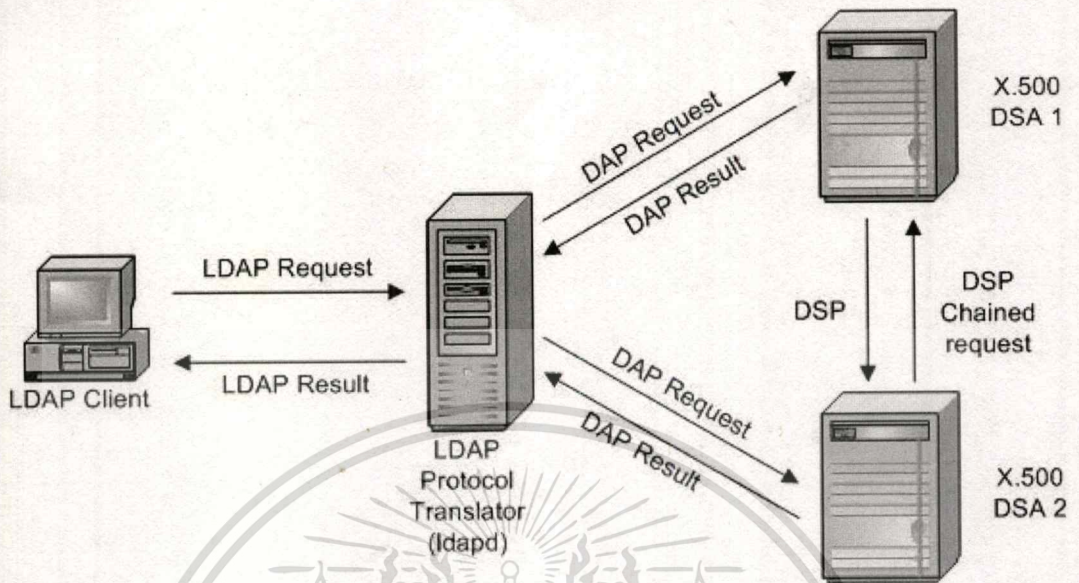 X.500
DSA 1
DAP Request
DAP Result
LDAP Request
LDAP Result
LDAP Client
DSP
DSP
Chained
request
DAP Request
DAP Result
LDAP
Protocol
Translator
(ldapd)
X.500
DSA 2